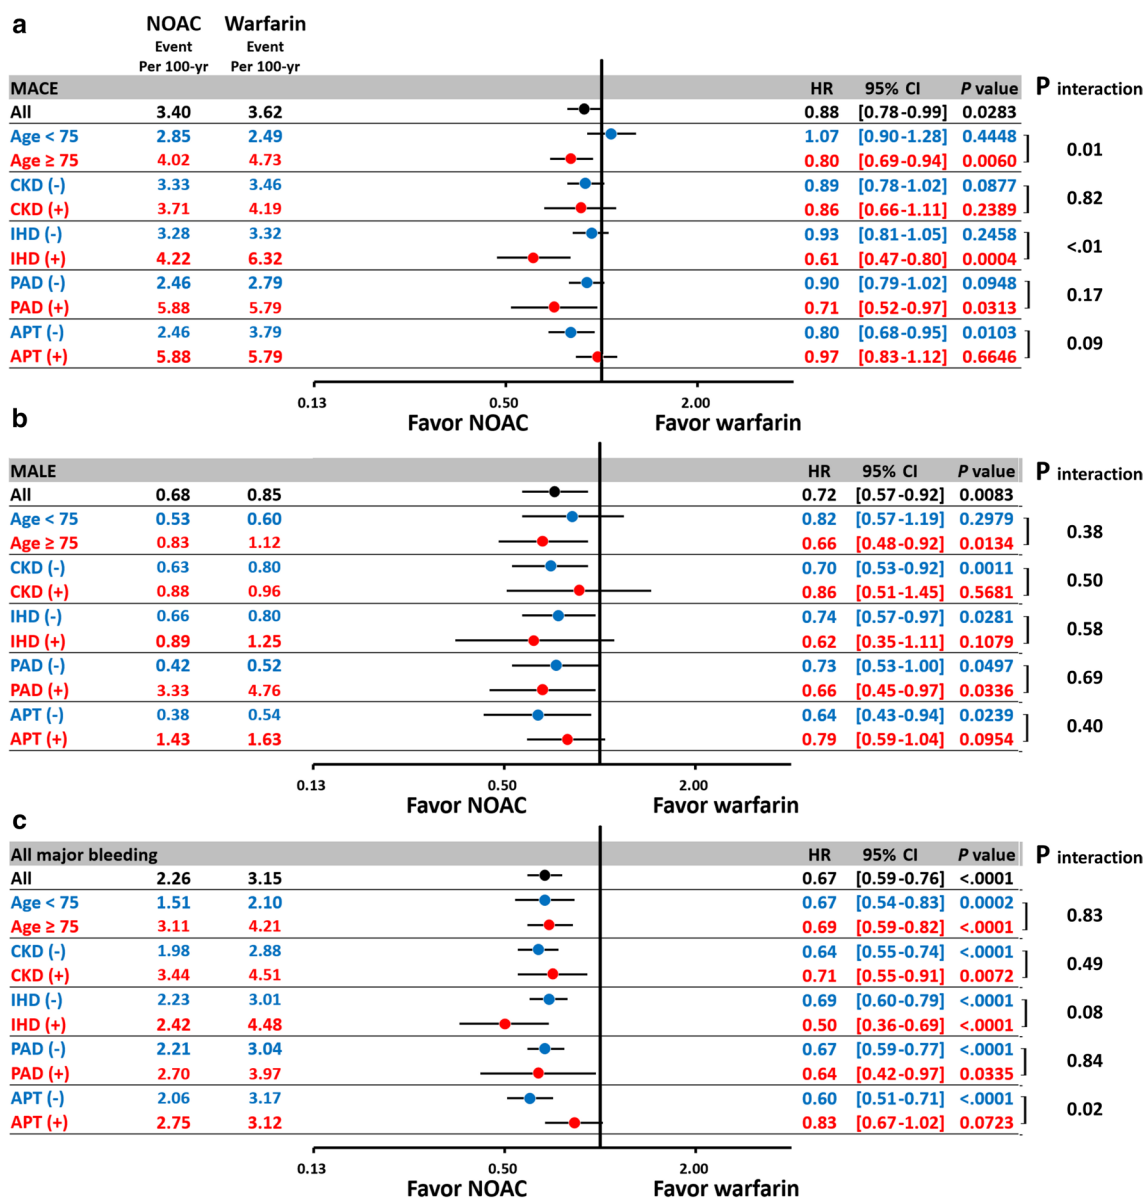 a
NOAC Warfarin
Event Event
Per 100-yr Per 100-yr
MACE HR 95% CI P value P interaction
All 3.40 3.62 0.88 [0.78-0.99] 0.0283
Age < 75 2.85 2.49 1.07 [0.90-1.28] 0.4448
0.01
Age ≥ 75 4.02 4.73 0.80 [0.69-0.94] 0.0060
CKD (-) 3.33 3.46 0.89 [0.78-1.02] 0.0877
0.82
CKD (+) 3.71 4.19 0.86 [0.66-1.11] 0.2389
IHD (-) 3.28 3.32 0.93 [0.81-1.05] 0.2458
<.01
IHD (+) 4.22 6.32 0.61 [0.47-0.80] 0.0004
PAD (-) 2.46 2.79 0.90 [0.79-1.02] 0.0948
0.17
PAD (+) 5.88 5.79 0.71 [0.52-0.97] 0.0313
APT (-) 2.46 3.79 0.80 [0.68-0.95] 0.0103
0.09
APT (+) 5.88 5.79 0.97 [0.83-1.12] 0.6646
0.13 0.50 2.00
Favor NOAC Favor warfarin
b
MALE HR 95% CI P value P interaction
All 0.68 0.85 0.72 [0.57-0.92] 0.0083
Age < 75 0.53 0.60 0.82 [0.57-1.19] 0.2979
0.38
Age ≥ 75 0.83 1.12 0.66 [0.48-0.92] 0.0134
CKD (-) 0.63 0.80 0.70 [0.53-0.92] 0.0011
0.50
CKD (+) 0.88 0.96 0.86 [0.51-1.45] 0.5681
IHD (-) 0.66 0.80 0.74 [0.57-0.97] 0.0281
0.58
IHD (+) 0.89 1.25 0.62 [0.35-1.11] 0.1079
PAD (-) 0.42 0.52 0.73 [0.53-1.00] 0.0497
0.69
PAD (+) 3.33 4.76 0.66 [0.45-0.97] 0.0336
APT (-) 0.38 0.54 0.64 [0.43-0.94] 0.0239
0.40
APT (+) 1.43 1.63 0.79 [0.59-1.04] 0.0954
0.13 0.50 2.00
Favor NOAC Favor warfarin
c
All major bleeding HR 95% CI P value P interaction
All 2.26 3.15 0.67 [0.59-0.76] <.0001
Age < 75 1.51 2.10 0.67 [0.54-0.83] 0.0002
0.83
Age ≥ 75 3.11 4.21 0.69 [0.59-0.82] <.0001
CKD (-) 1.98 2.88 0.64 [0.55-0.74] <.0001
0.49
CKD (+) 3.44 4.51 0.71 [0.55-0.91] 0.0072
IHD (-) 2.23 3.01 0.69 [0.60-0.79] <.0001
0.08
IHD (+) 2.42 4.48 0.50 [0.36-0.69] <.0001
PAD (-) 2.21 3.04 0.67 [0.59-0.77] <.0001
0.84
PAD (+) 2.70 3.97 0.64 [0.42-0.97] 0.0335
APT (-) 2.06 3.17 0.60 [0.51-0.71] <.0001
0.02
APT (+) 2.75 3.12 0.83 [0.67-1.02] 0.0723
0.13 0.50 2.00
Favor NOAC Favor warfarin